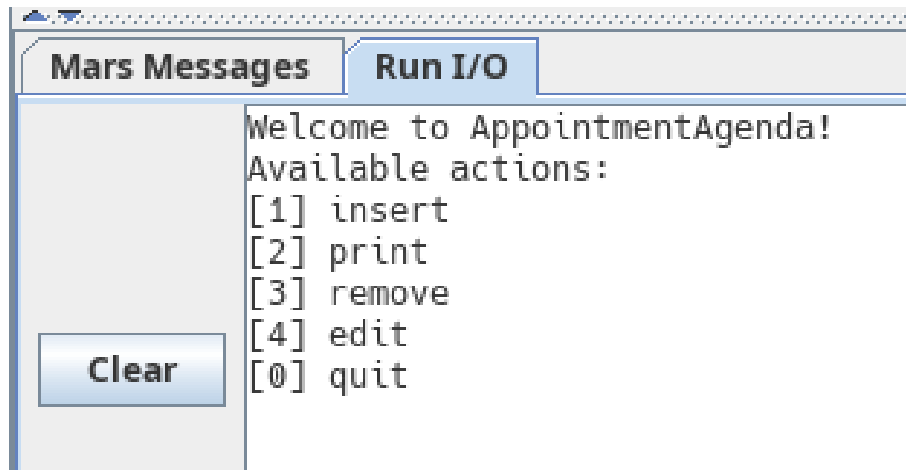 Mars Messages Run I/O
Welcome to AppointmentAgenda!
Available actions:
[1] insert
[2] print
[3] remove
[4] edit
[0] quit
Clear